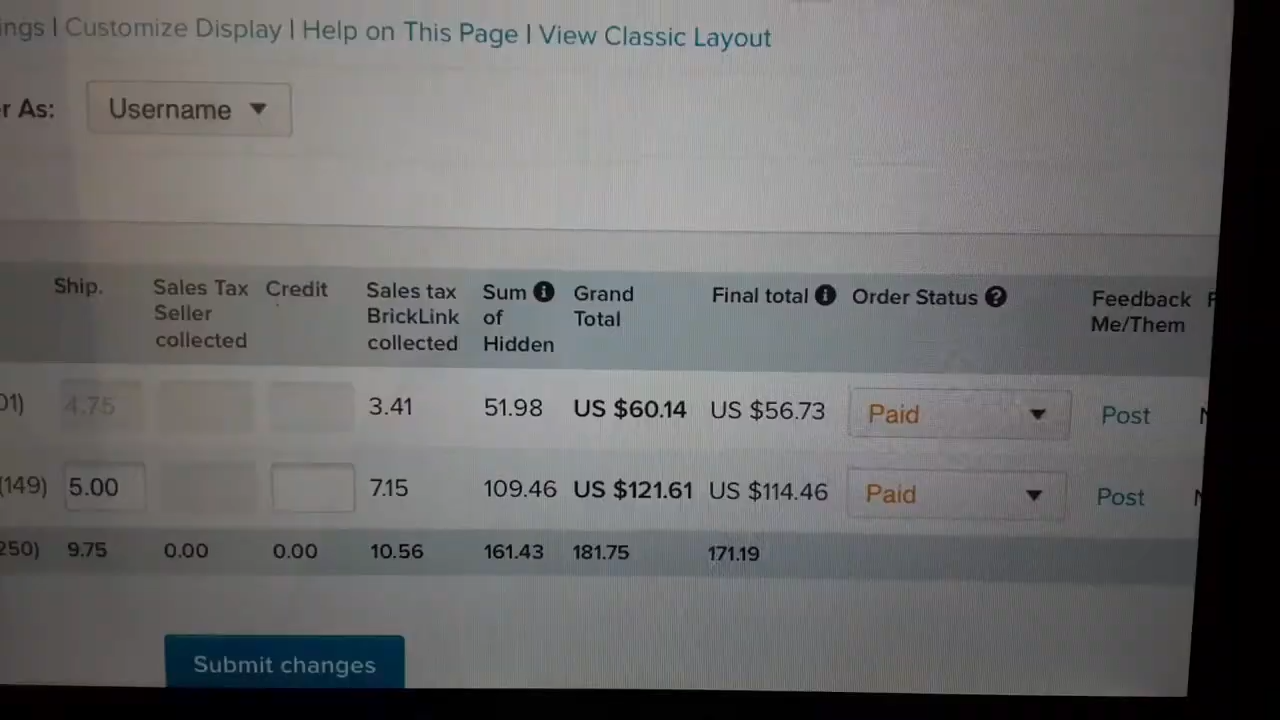 ings | Customize Display | Help on This Page | View Classic Layout
r As: Username
Ship. Sales Tax Seller collected Credit Sales tax BrickLink collected Sum of Hidden Grand Total Final total Order Status Feedback Me/Them
01) 4.75 3.41 51.98 US $60.14 US $56.73 Paid Post
(149) 5.00 7.15 109.46 US $121.61 US $114.46 Paid Post
250) 9.75 0.00 0.00 10.56 161.43 181.75 171.19
Submit changes